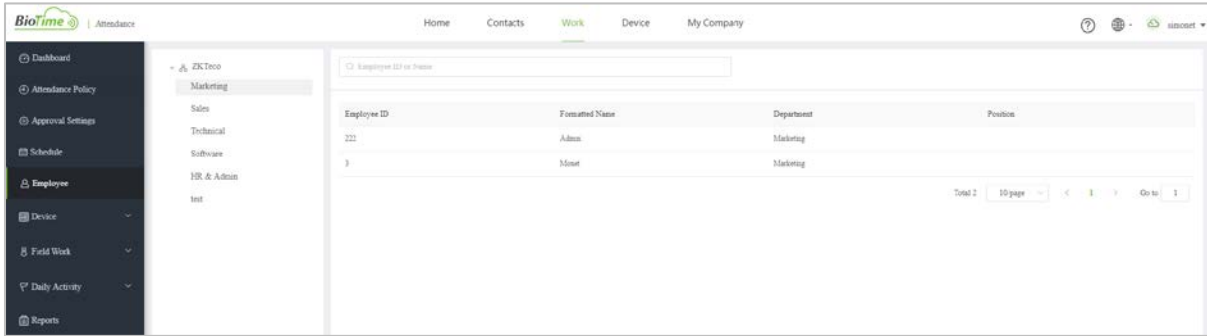 BioTime | Attendance Home Contacts Work Device My Company simonet
Dashboard
Attendance Policy
Approval Settings
Schedule
Employee
Device
Field Work
Daily Activity
Reports
ZKTeco
Marketing
Sales
Technical
Software
HR & Admin
test
Employee ID or Name
Employee ID Formatted Name Department Position
222 Admin Marketing
3 Monet Marketing
Total 2 10/page < 1 > Go to 1